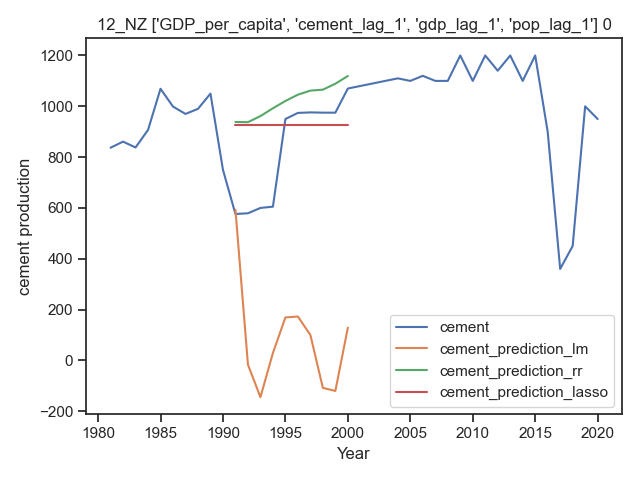 12_NZ ['GDP_per_capita', 'cement_lag_1', 'gdp_lag_1', 'pop_lag_1'] 0
cement production
1200
1000
800
600
400
200
0
−200
cement
cement_prediction_lm
cement_prediction_rr
cement_prediction_lasso
1980 1985 1990 1995 2000 2005 2010 2015 2020
Year